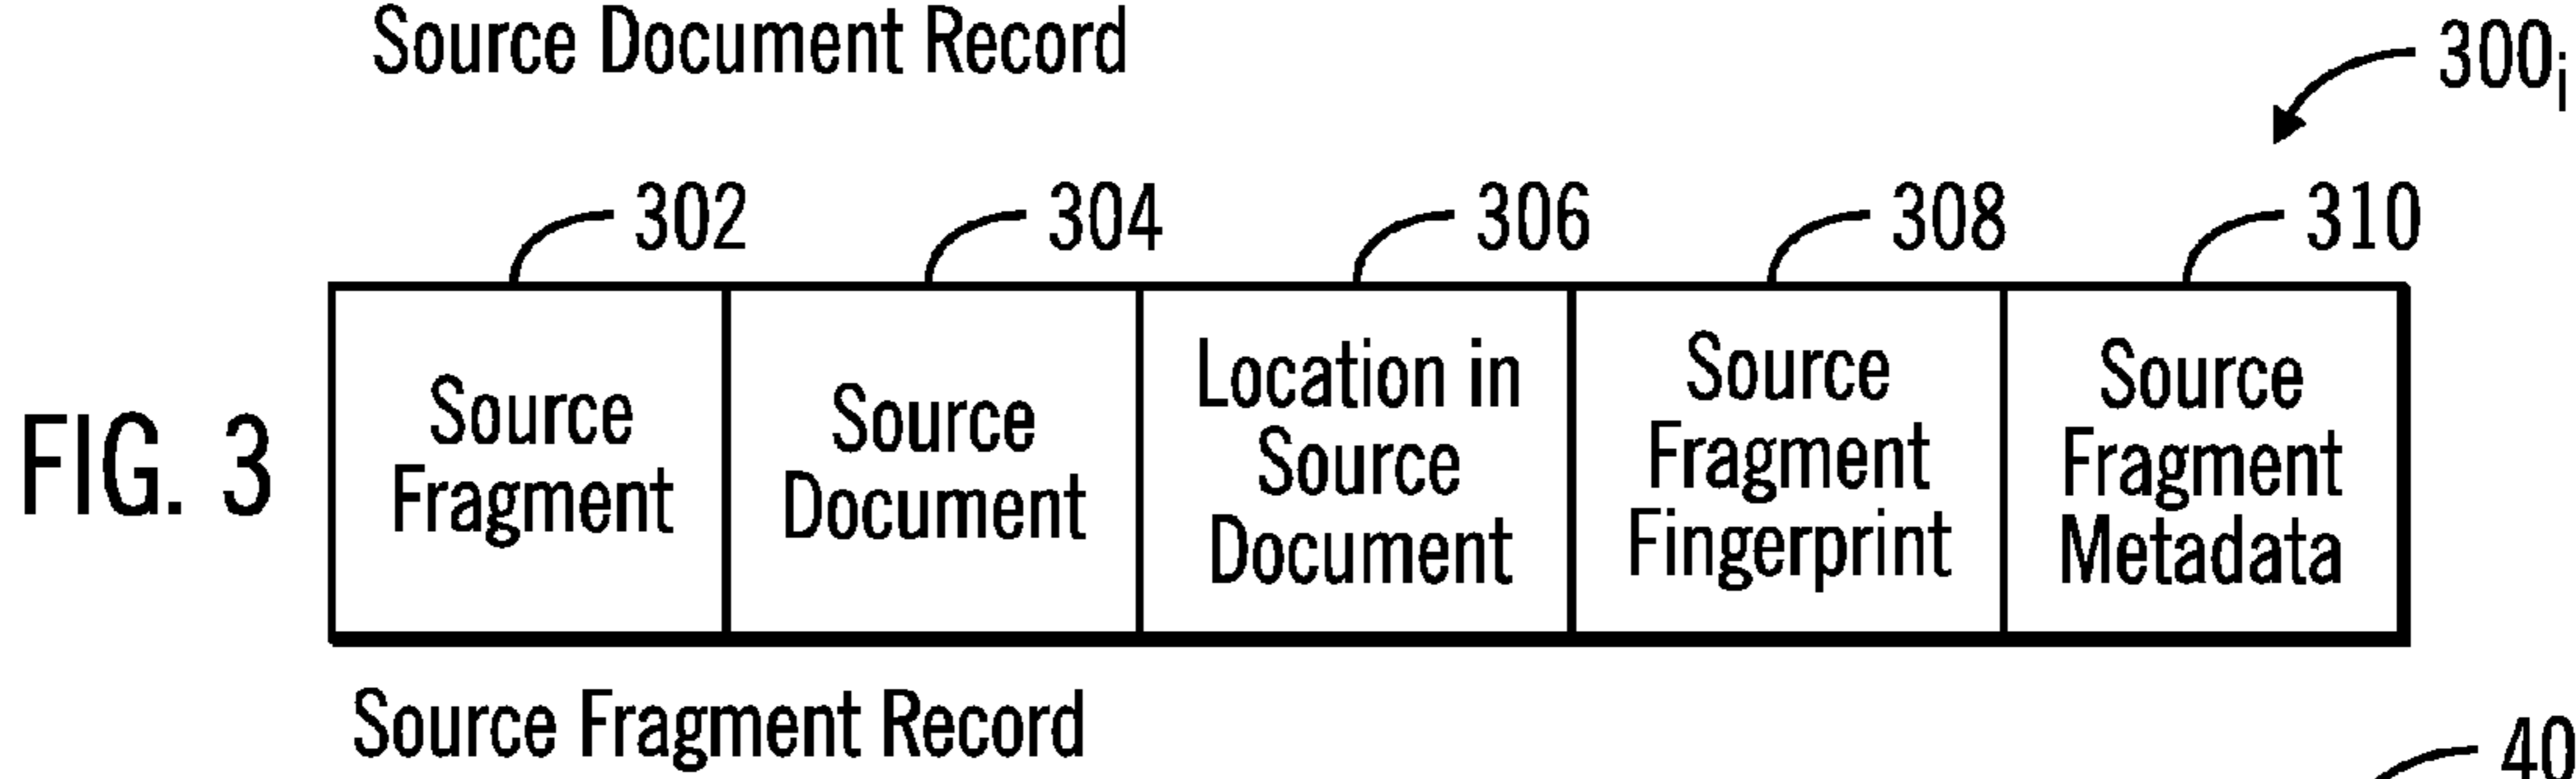 Source Document Record
300i
302 304 306 308 310
FIG. 3
Source Fragment
Source Document
Location in Source Document
Source Fragment Fingerprint
Source Fragment Metadata
Source Fragment Record
40